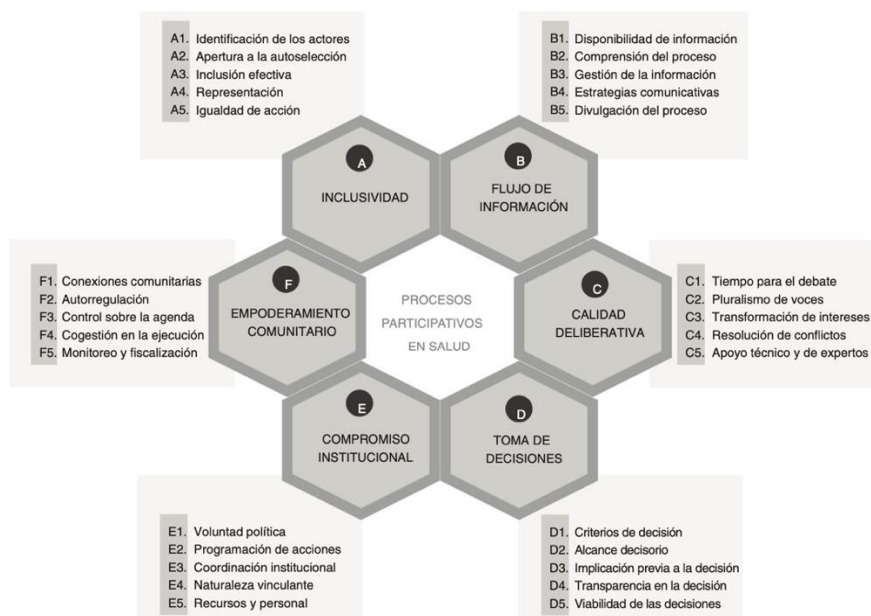 A1. Identificación de los actores
A2. Apertura a la autoselección
A3. Inclusión efectiva
A4. Representación
A5. Igualdad de acción
B1. Disponibilidad de información
B2. Comprensión del proceso
B3. Gestión de la información
B4. Estrategias comunicativas
B5. Divulgación del proceso
A
INCLUSIVIDAD
B
FLUJO DE
INFORMACIÓN
F1. Conexiones comunitarias
F2. Autorregulación
F3. Control sobre la agenda
F4. Cogestión en la ejecución
F5. Monitoreo y fiscalización
F
EMPODERAMIENTO
COMUNITARIO
PROCESOS
PARTICIPATIVOS
EN SALUD
C
CALIDAD
DELIBERATIVA
C1. Tiempo para el debate
C2. Pluralismo de voces
C3. Transformación de intereses
C4. Resolución de conflictos
C5. Apoyo técnico y de expertos
E
COMPROMISO
INSTITUCIONAL
D
TOMA DE
DECISIONES
E1. Voluntad política
E2. Programación de acciones
E3. Coordinación institucional
E4. Naturaleza vinculante
E5. Recursos y personal
D1. Criterios de decisión
D2. Alcance decisorio
D3. Implicación previa a la decisión
D4. Transparencia en la decisión
D5. Viabilidad de las decisiones